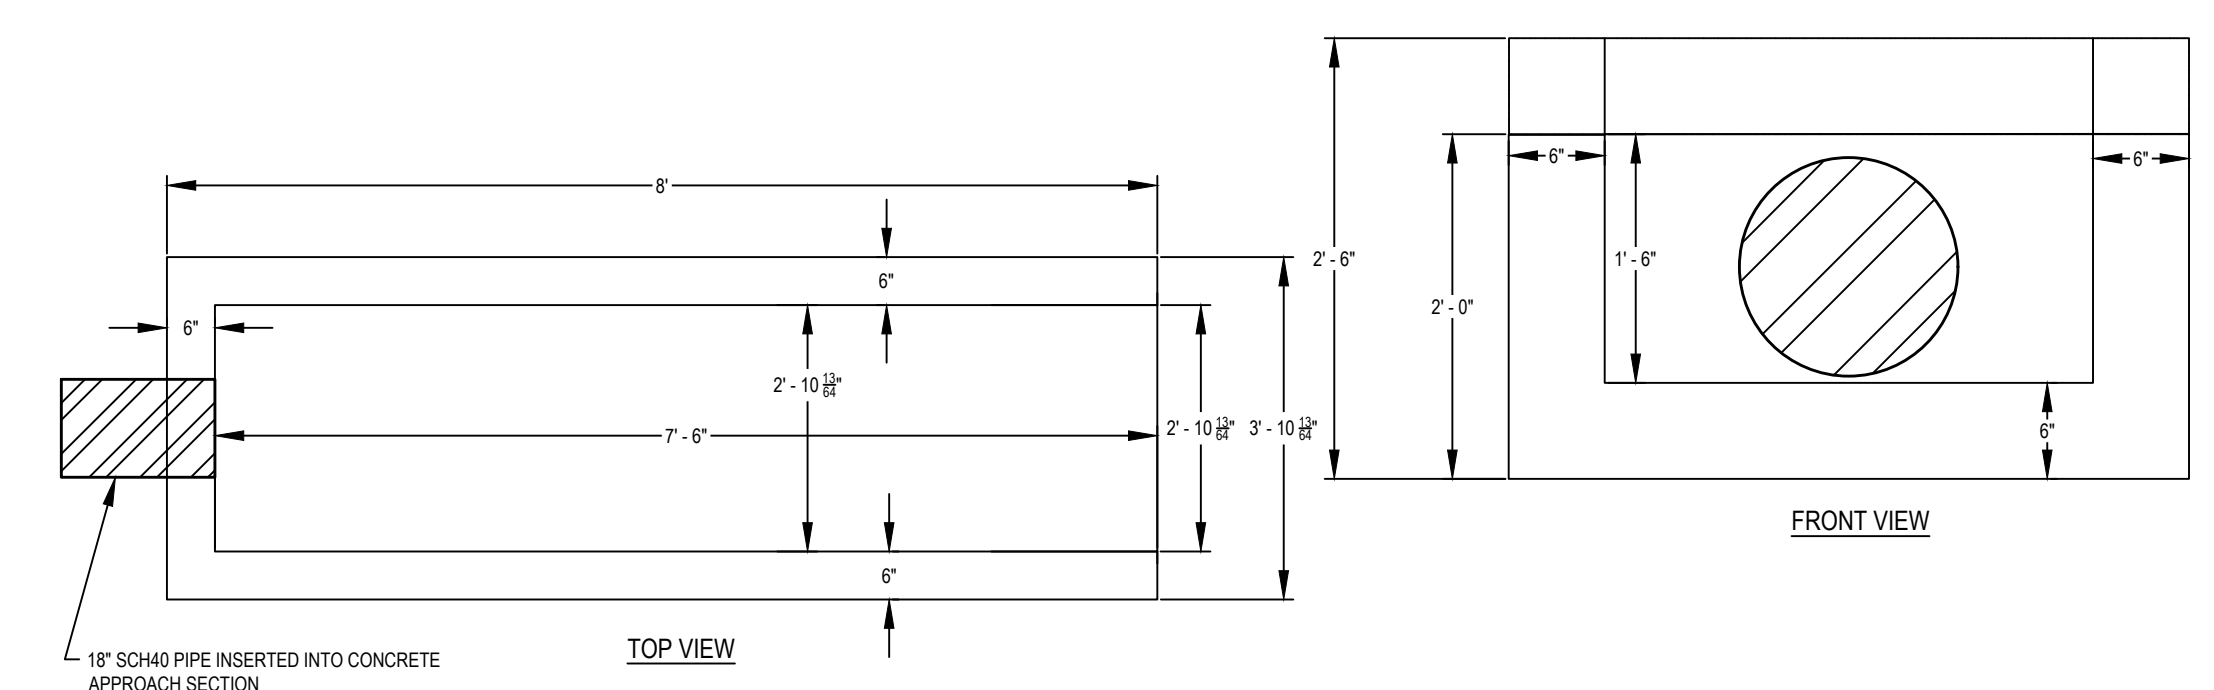 8'
6"
6"
2' - 10 13/64"
7' - 6"
2' - 10 13/64"
3' - 10 13/64"
6"
TOP VIEW
18" SCH40 PIPE INSERTED INTO CONCRETE
APPROACH SECTION
6"
6"
2' - 6"
1' - 6"
2' - 0"
6"
FRONT VIEW